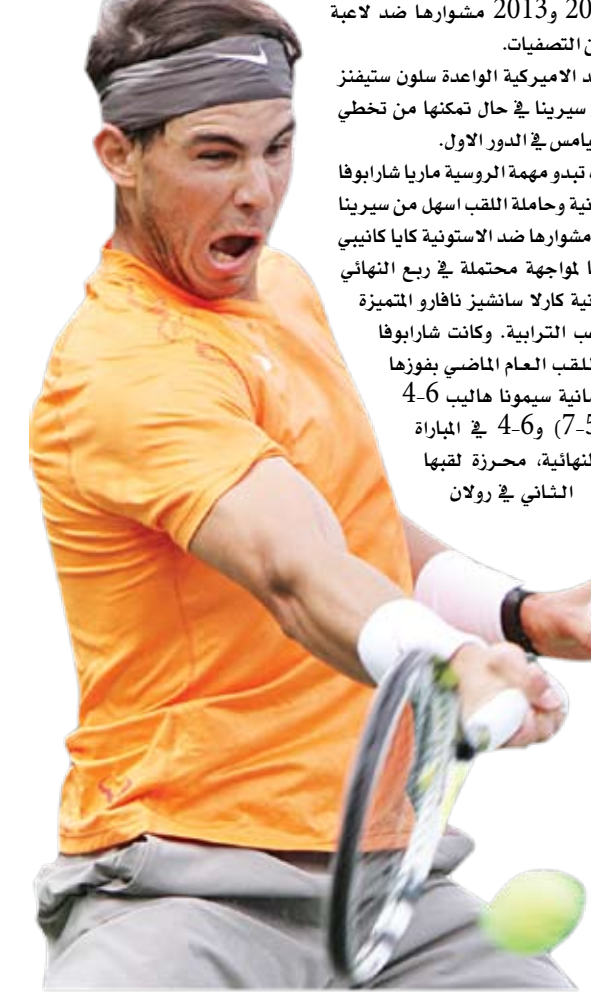 20 و2013 مشوارها ضد لاعبة
ن التصفيات.
د الاميركية الواعدة سلون ستيفنز
سيرينا في حال تمكنها من تخطي
يامس في الدور الاول.
تبدو مهمة الروسية ماريا شارابوفا
نية وحاملة اللقب اسهل من سيرينا
مشوارها ضد الاستونية كايا كانيبي
ا لمواجهة محتملة في ربع النهائي
نية كارلا سانشيز نافارو المتميزة
ب الترابية. وكانت شارابوفا
للقب العام الماضي بفوزها
انية سيمونا هاليب 6-4
5-7) و6-4 في المباراة
لنهائية، محرزة لقبها
الثاني في رولان